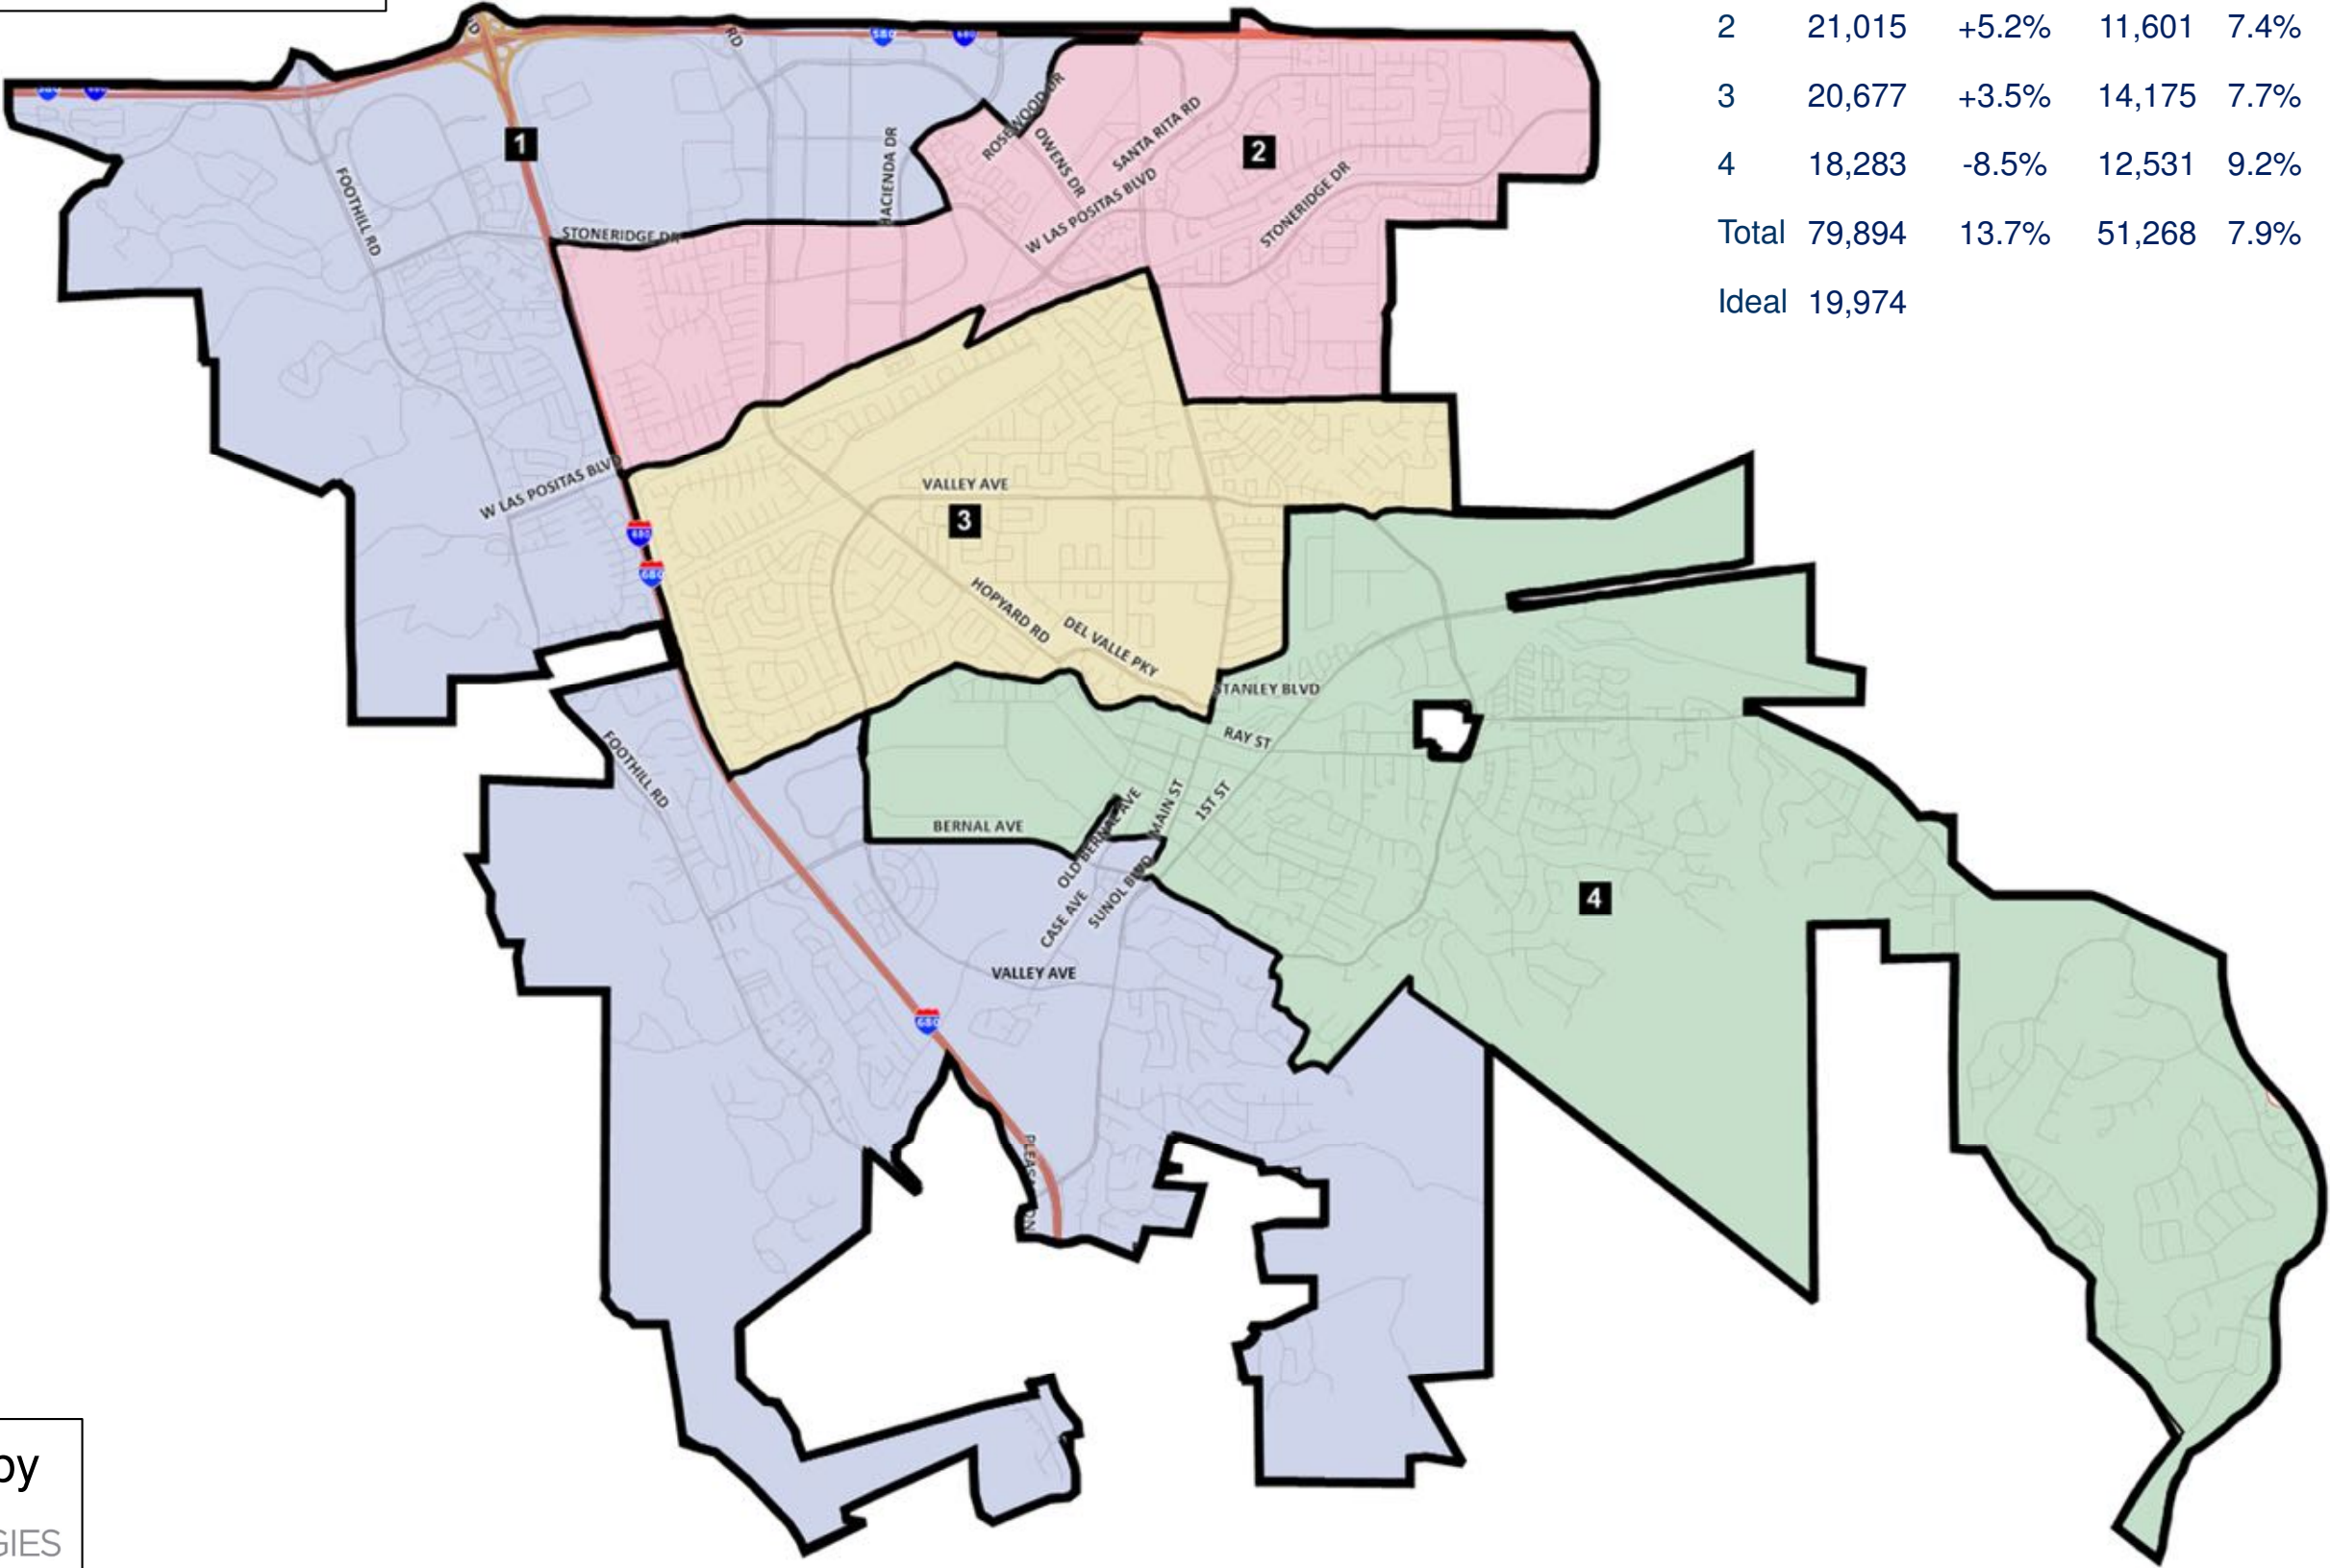 2 21,015 +5.2% 11,601 7.4%
3 20,677 +3.5% 14,175 7.7%
4 18,283 -8.5% 12,531 9.2%
Total 79,894 13.7% 51,268 7.9%
Ideal 19,974
RD
RD
580
680
1
2
ROSEWOOD DR
OWENS DR
SANTA RITA RD
HACIENDA DR
W LAS POSITAS BLVD
STONERIDGE DR
FOOTHILL RD
STONERIDGE DR
W LAS POSITAS BLVD
VALLEY AVE
3
680
680
HOPYARD RD
DEL VALLE PKY
STANLEY BLVD
RAY ST
FOOTHILL RD
BERNAL AVE
OLD BERNAL AVE
MAIN ST
1ST ST
CASE AVE
SUNOL BLVD
4
VALLEY AVE
680
by
GIES